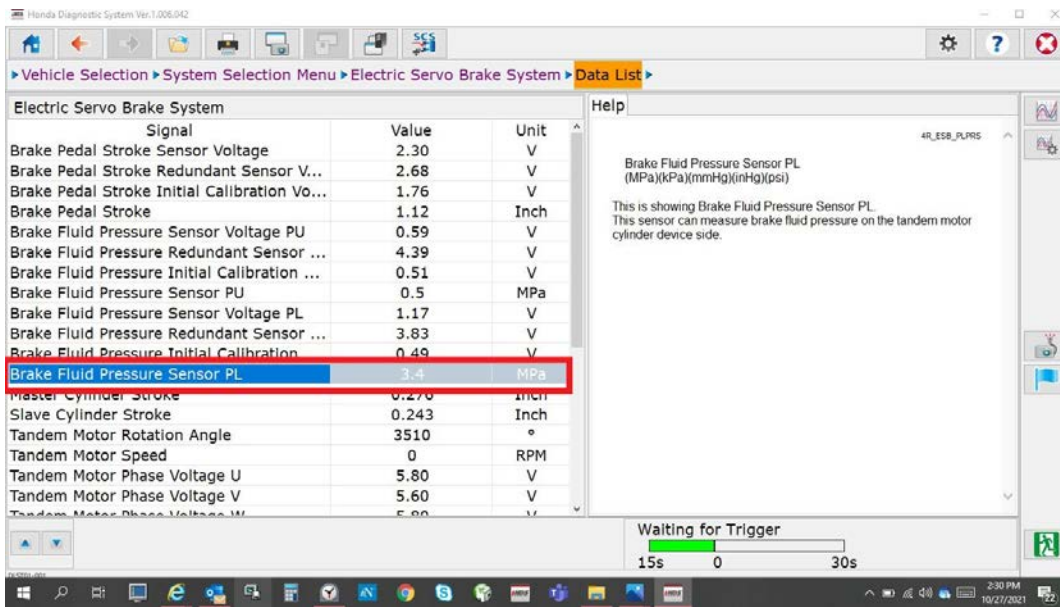 Honda Diagnostic System Ver.1.006.042
SCS
?
Vehicle Selection System Selection Menu Electric Servo Brake System Data List
Electric Servo Brake System
Signal Value Unit
Brake Pedal Stroke Sensor Voltage 2.30 V
Brake Pedal Stroke Redundant Sensor V... 2.68 V
Brake Pedal Stroke Initial Calibration Vo... 1.76 V
Brake Pedal Stroke 1.12 Inch
Brake Fluid Pressure Sensor Voltage PU 0.59 V
Brake Fluid Pressure Redundant Sensor ... 4.39 V
Brake Fluid Pressure Initial Calibration ... 0.51 V
Brake Fluid Pressure Sensor PU 0.5 MPa
Brake Fluid Pressure Sensor Voltage PL 1.17 V
Brake Fluid Pressure Redundant Sensor ... 3.83 V
Brake Fluid Pressure Initial Calibration 0.49 V
Brake Fluid Pressure Sensor PL 3.4 MPa
Master Cylinder Stroke 0.276 Inch
Slave Cylinder Stroke 0.243 Inch
Tandem Motor Rotation Angle 3510 °
Tandem Motor Speed 0 RPM
Tandem Motor Phase Voltage U 5.80 V
Tandem Motor Phase Voltage V 5.60 V
Tandem Motor Phase Voltage W 5.80 V
Help
4R_ESB_PLPRS
Brake Fluid Pressure Sensor PL
(MPa)(kPa)(mmHg)(inHg)(psi)
This is showing Brake Fluid Pressure Sensor PL.
This sensor can measure brake fluid pressure on the tandem motor
cylinder device side.
Waiting for Trigger
15s 0 30s
DLST01-001
2:30 PM
10/27/2021